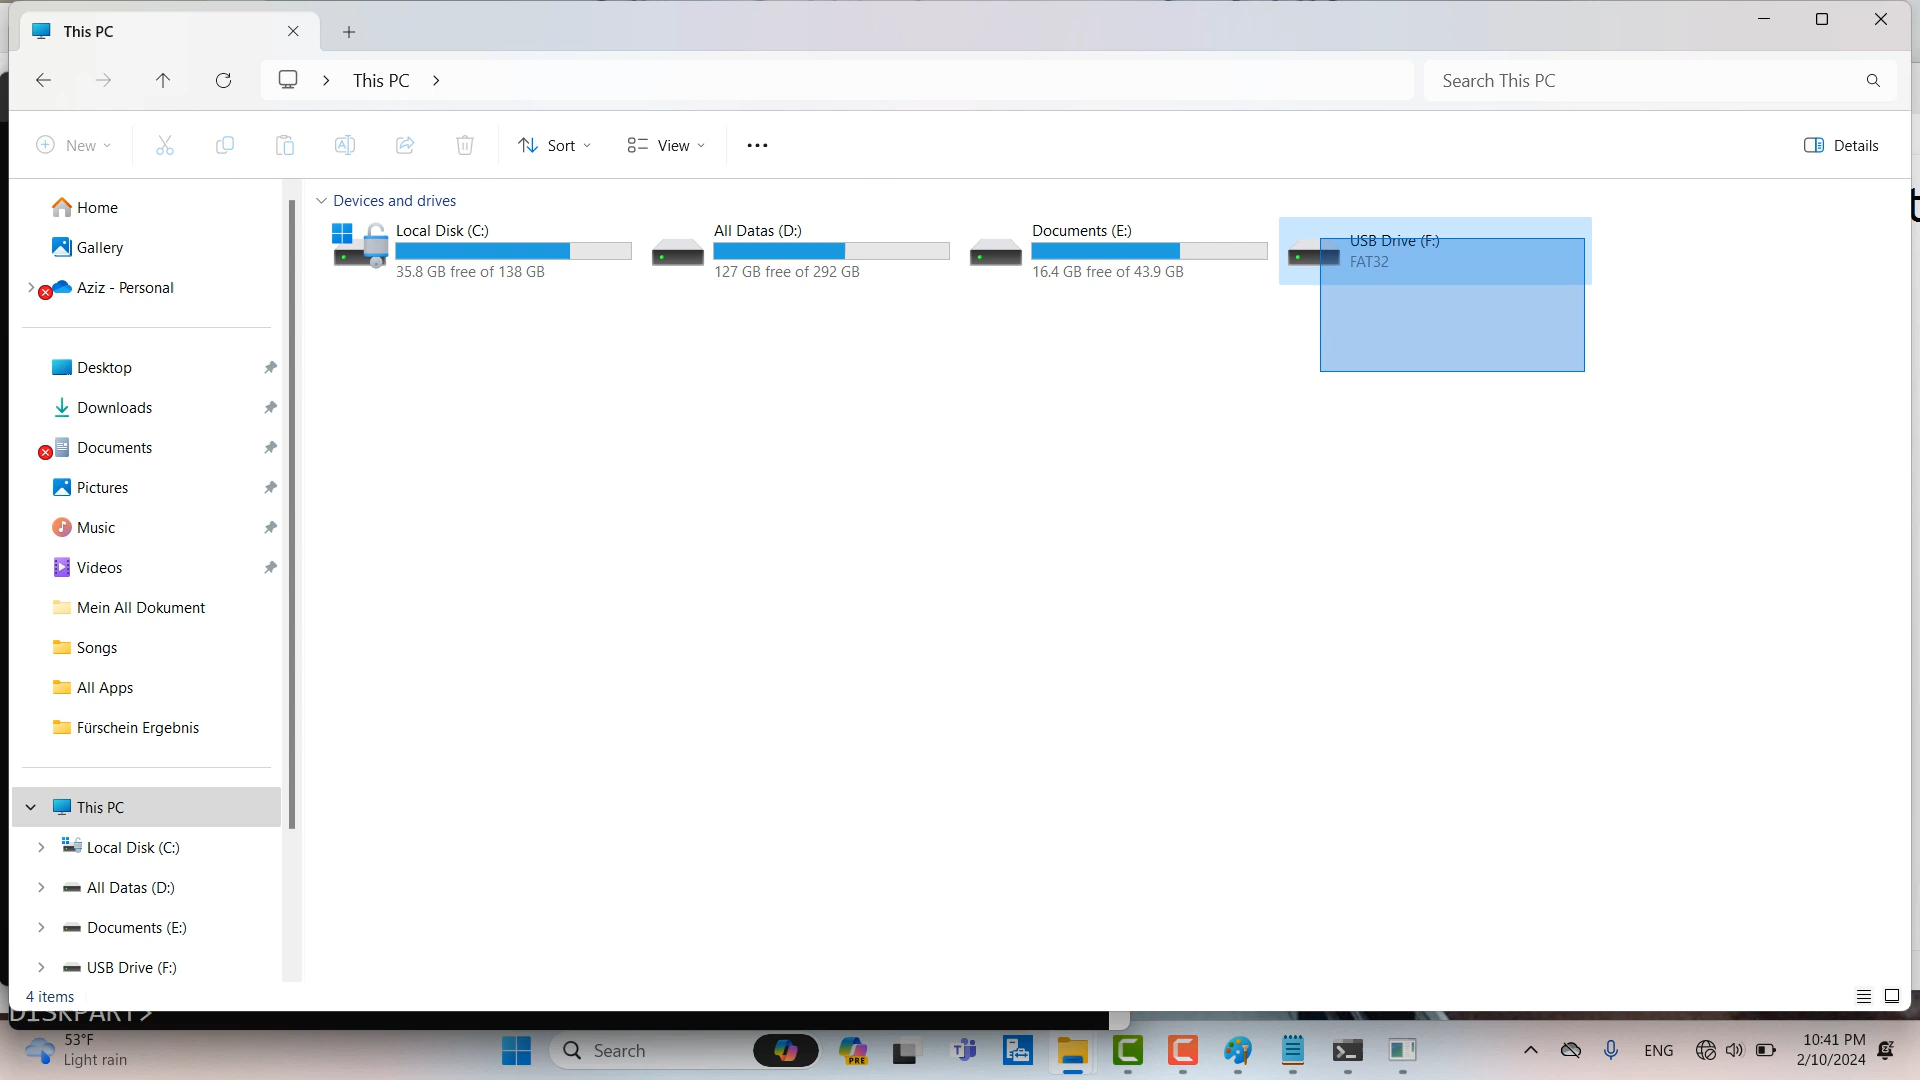 This PC
This PC
Search This PC
New
Sort
View
Details
Home
Gallery
Aziz - Personal
Desktop
Downloads
Documents
Pictures
Music
Videos
Mein All Dokument
Songs
All Apps
Fürschein Ergebnis
This PC
Local Disk (C:)
All Datas (D:)
Documents (E:)
USB Drive (F:)
Devices and drives
Local Disk (C:)
35.8 GB free of 138 GB
All Datas (D:)
127 GB free of 292 GB
Documents (E:)
16.4 GB free of 43.9 GB
USB Drive (F:)
FAT32
4 items
DISKPART>
53°F
Light rain
Search
PRE
ENG
10:41 PM
2/10/2024